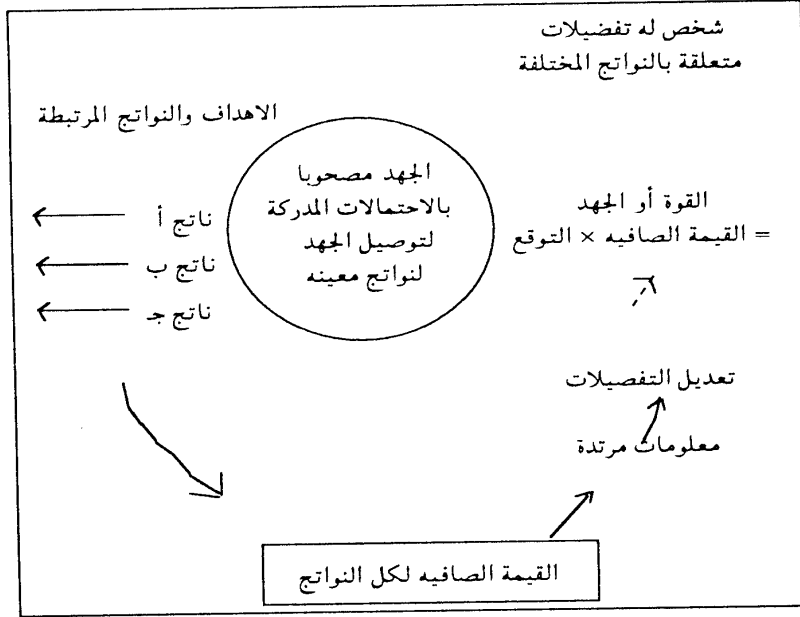 شخص له تفضيلات
متعلقة بالنواتج المختلفة
الاهداف والنواتج المرتبطة
القوة أو الجهد
= القيمة الصافيه × التوقع
الجهد مصحوبا
بالاحتمالات المدركة
لتوصيل الجهد
لنواتج معينه
ناتج أ
ناتج ب
ناتج جـ
تعديل التفصيلات
معلومات مرتدة
القيمة الصافيه لكل النواتج